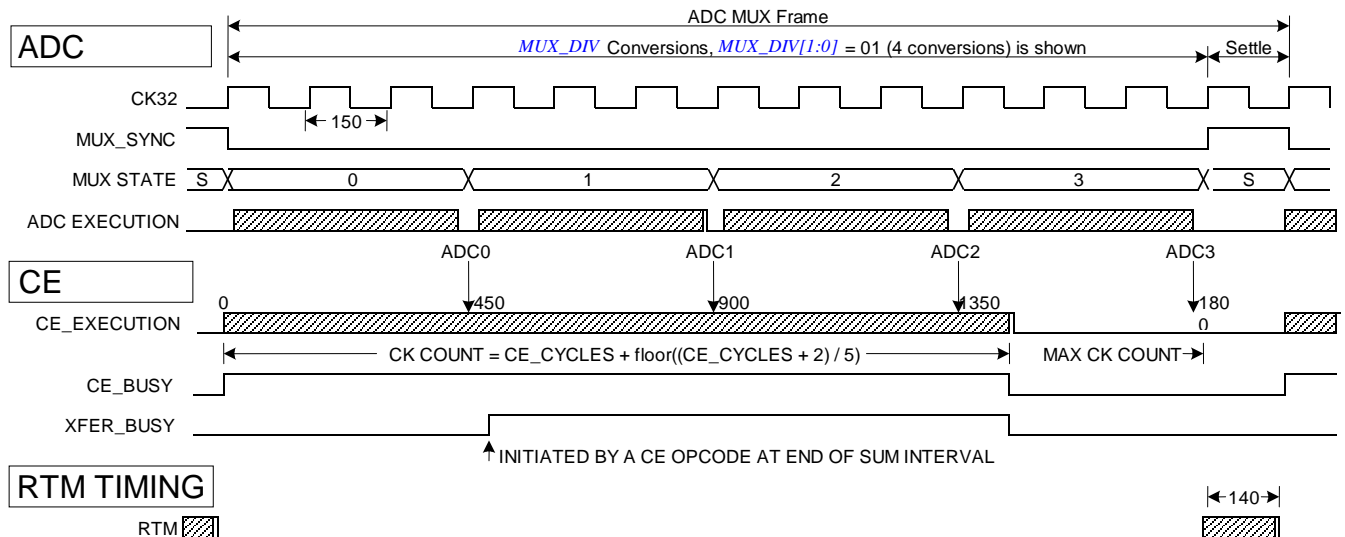 ADC MUX Frame
ADC
MUX_DIV Conversions, MUX_DIV[1:0] = 01 (4 conversions) is shown
Settle
CK32
150
MUX_SYNC
MUX STATE
S
0
1
2
3
S
ADC EXECUTION
ADC0
ADC1
ADC2
ADC3
CE
0
450
900
1350
180
0
CE_EXECUTION
CK COUNT = CE_CYCLES + floor((CE_CYCLES + 2) / 5)
MAX CK COUNT
CE_BUSY
XFER_BUSY
INITIATED BY A CE OPCODE AT END OF SUM INTERVAL
RTM TIMING
140
RTM